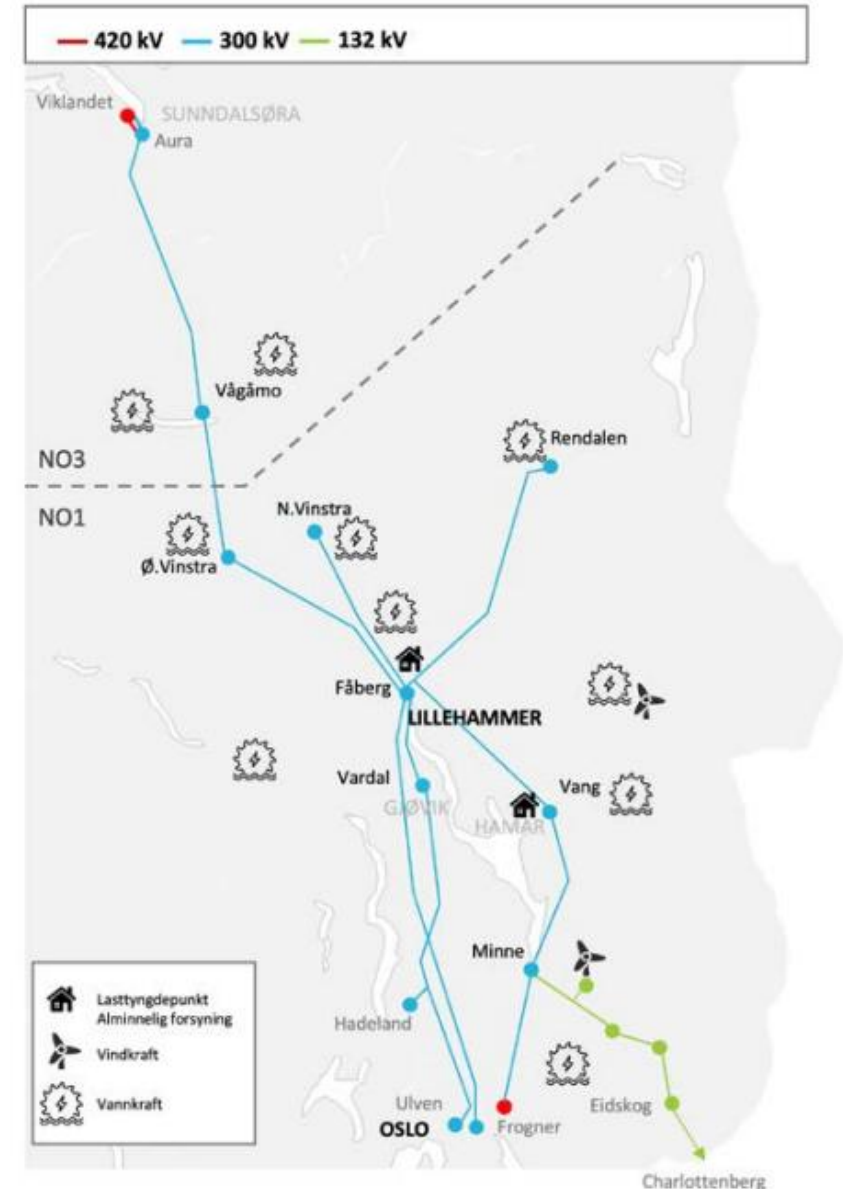 420 kV 300 kV 132 kV
Viklandet
SUNNDALSØRA
Aura
Vågåmo
Rendalen
NO3
NO1
N.Vinstra
Ø.Vinstra
Fåberg
LILLEHAMMER
Vardal
Vang
GJØVIK
HAMAR
Minne
Lasttyngdepunkt
Alminnelig forsyning
Vindkraft
Vannkraft
Hadeland
Ulven
OSLO
Frogner
Eidskog
Charlottenberg